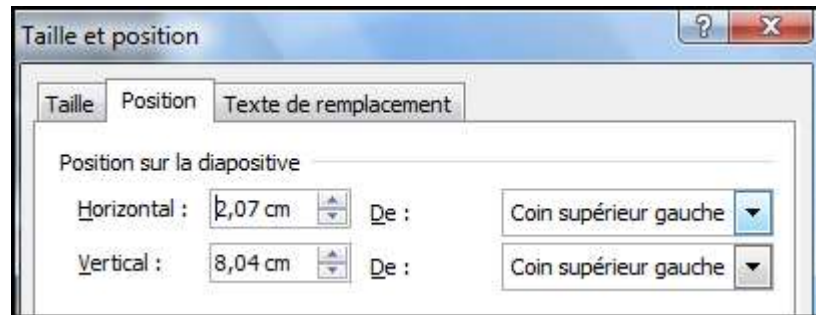 Taille et position
Taille Position Texte de remplacement
Position sur la diapositive
Horizontal : 2,07 cm De : Coin supérieur gauche
Vertical : 8,04 cm De : Coin supérieur gauche